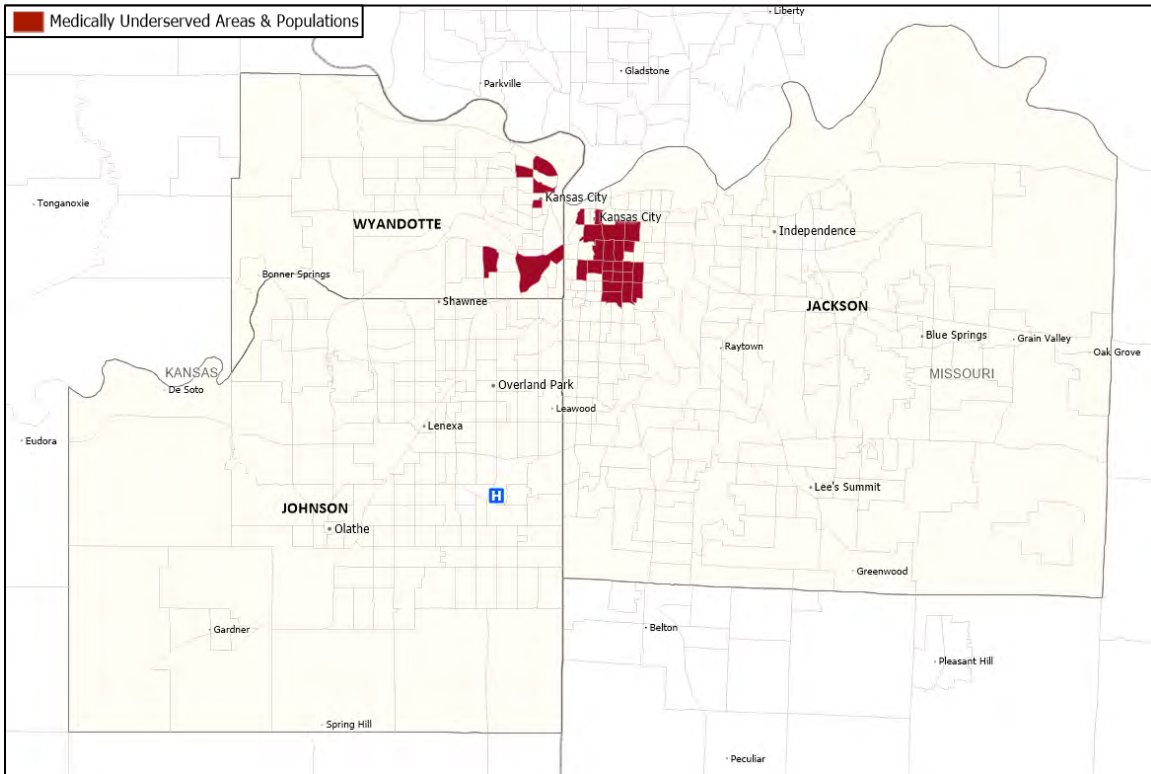 Medically Underserved Areas & Populations
Liberty
Gladstone
Parkville
Kansas City
Tonganoxie
Kansas City
WYANDOTTE
Independence
Bonner Springs
Shawnee
JACKSON
Blue Springs
Grain Valley
Raytown
Oak Grove
KANSAS
MISSOURI
De Soto
Overland Park
Leawood
Lenexa
Eudora
Lee's Summit
H
JOHNSON
Olathe
Greenwood
Gardner
Belton
Pleasant Hill
Spring Hill
Peculiar